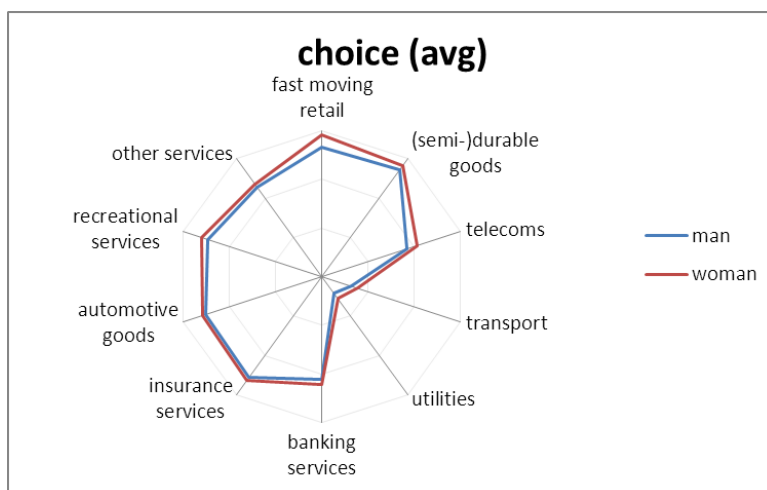 choice (avg)
fast moving
retail
(semi-)durable
goods
telecoms
transport
utilities
banking
services
insurance
services
automotive
goods
recreational
services
other services
man
woman